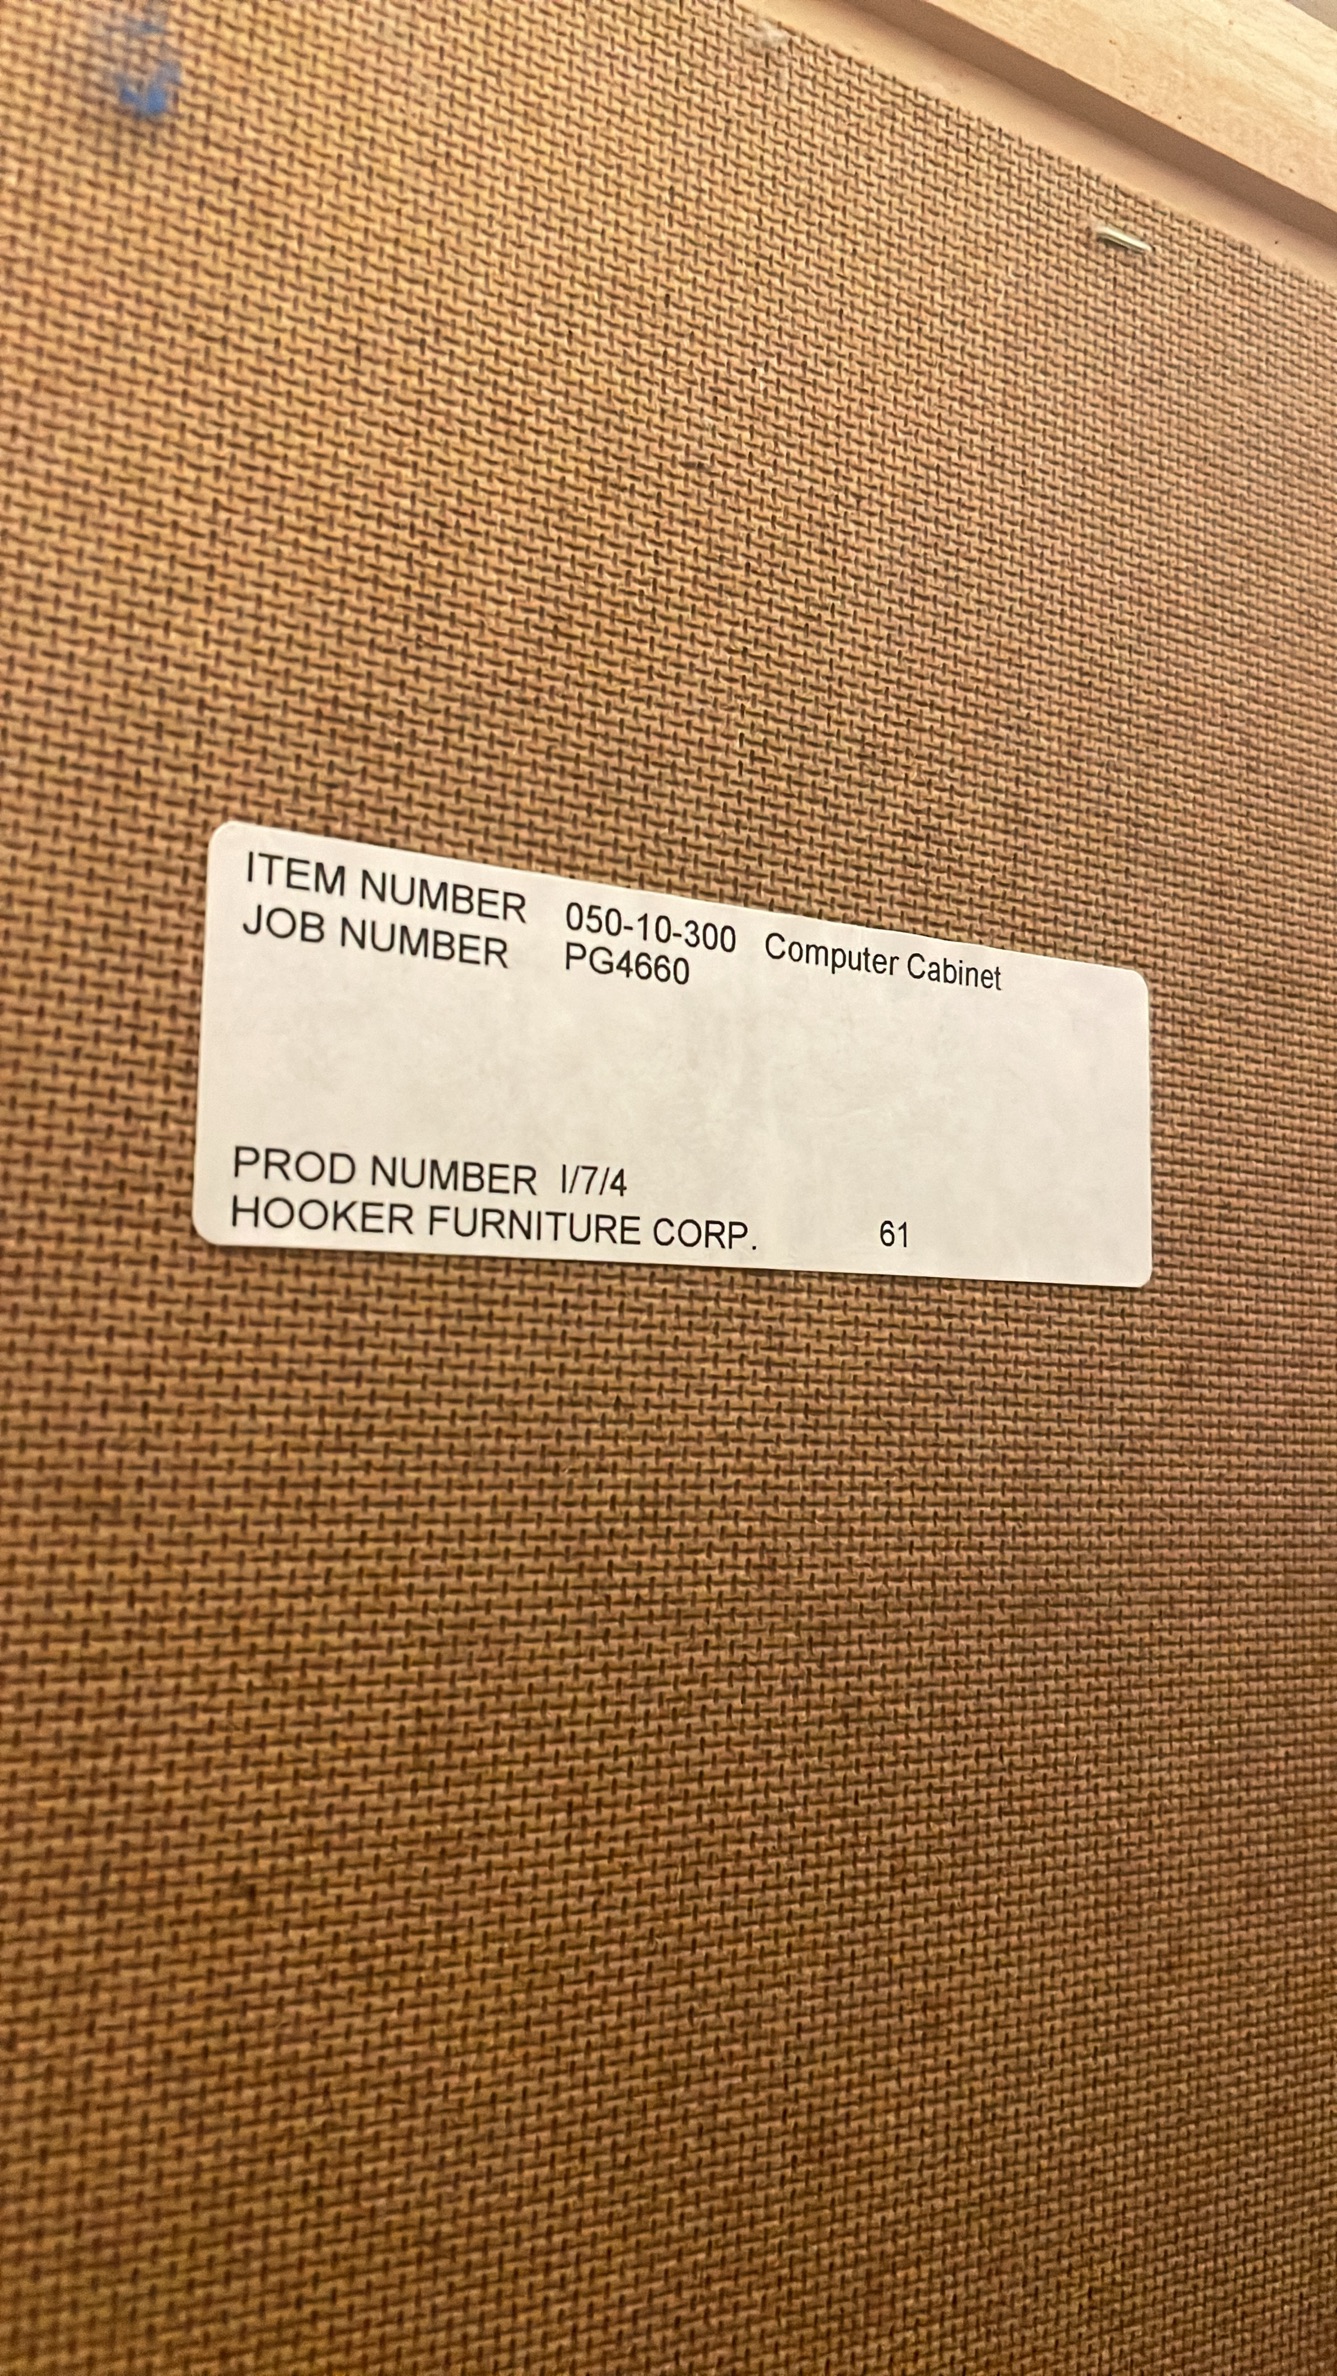 ITEM NUMBER 050-10-300 Computer Cabinet
JOB NUMBER PG4660
PROD NUMBER I/7/4
HOOKER FURNITURE CORP. 61